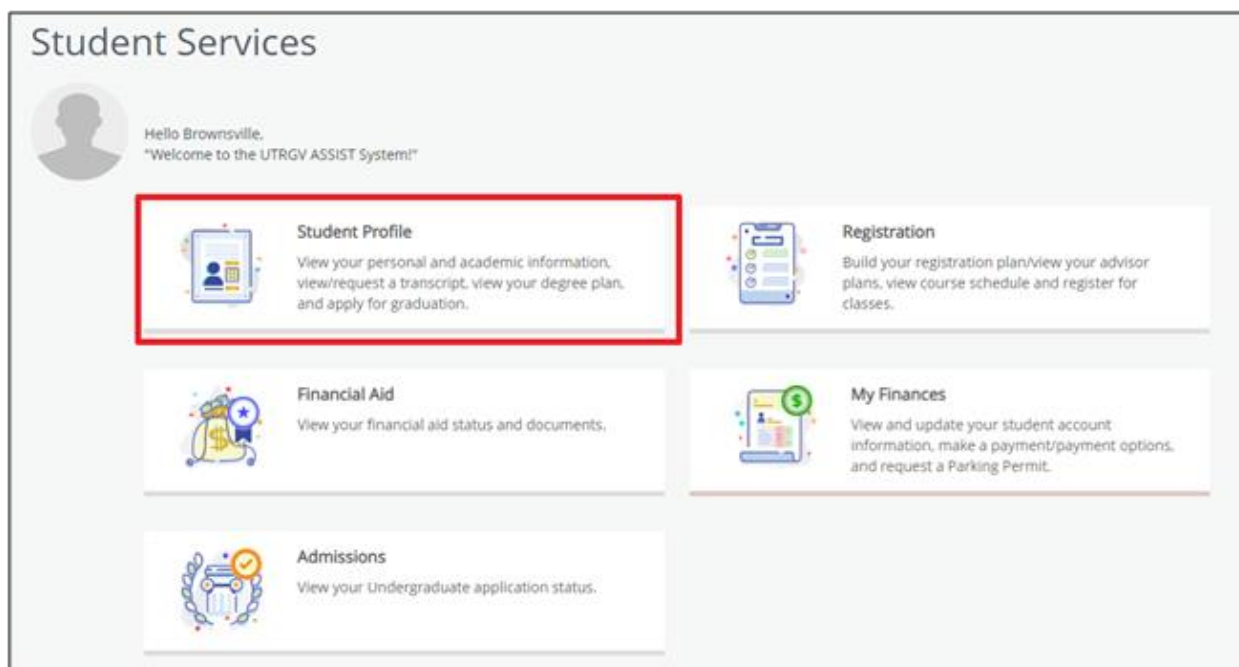 Student Services
Hello Brownsville,
"Welcome to the UTRGV ASSIST System!"
Student Profile
View your personal and academic information,
view/request a transcript, view your degree plan,
and apply for graduation.
Registration
Build your registration plan/view your advisor
plans, view course schedule and register for
classes.
Financial Aid
View your financial aid status and documents.
My Finances
View and update your student account
information, make a payment/payment options,
and request a Parking Permit.
Admissions
View your Undergraduate application status.